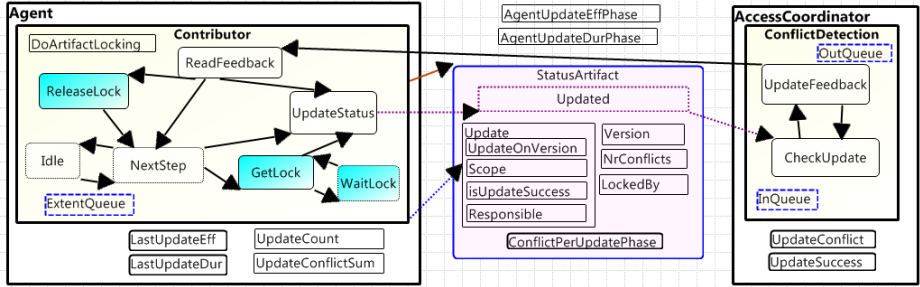 Agent
AgentUpdateEffPhase
AgentUpdateDurPhase
AccessCoordinator
Contributor
DoArtifactLocking
ReadFeedback
ReleaseLock
UpdateStatus
Idle
NextStep
GetLock
WaitLock
ExtentQueue
LastUpdateEff
UpdateCount
LastUpdateDur
UpdateConflictSum
StatusArtifact
Updated
Update
UpdateOnVersion
Scope
isUpdateSuccess
Responsible
Version
NrConflicts
LockedBy
ConflictPerUpdatePhase
ConflictDetection
OutQueue
UpdateFeedback
CheckUpdate
InQueue
UpdateConflict
UpdateSuccess